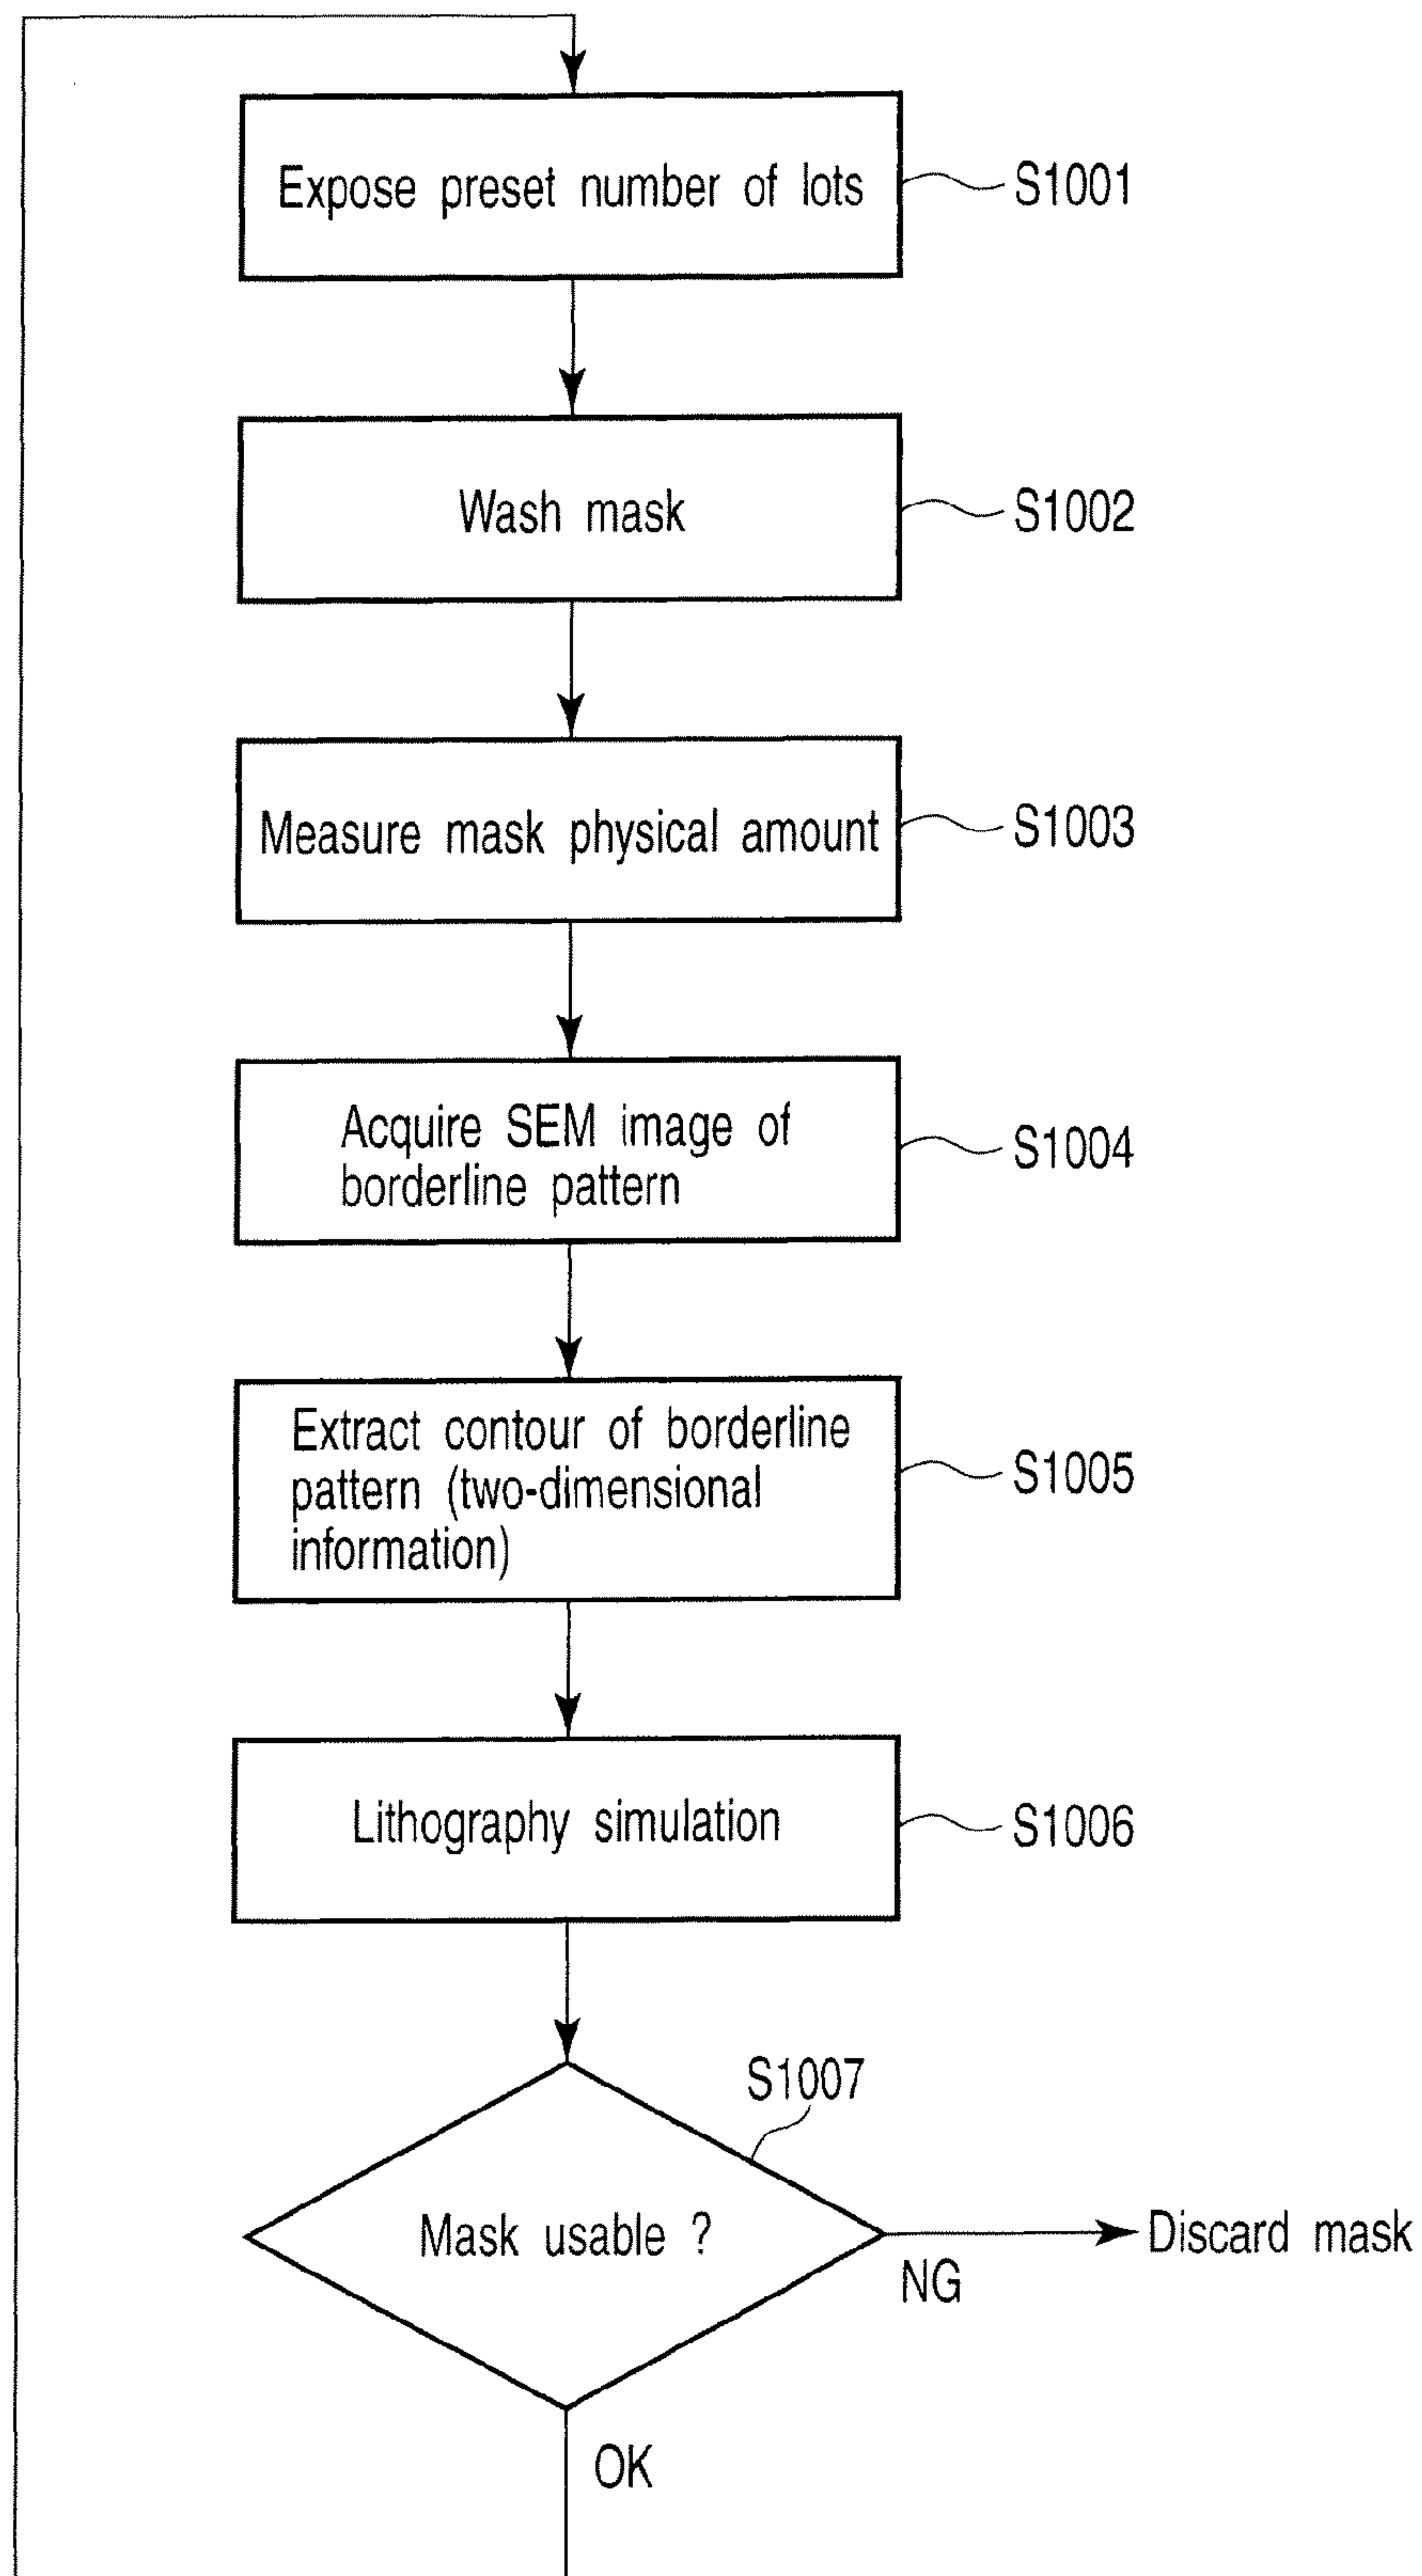 Expose preset number of lots
S1001
Wash mask
S1002
Measure mask physical amount
S1003
Acquire SEM image of
borderline pattern
S1004
Extract contour of borderline
pattern (two-dimensional
information)
S1005
Lithography simulation
S1006
S1007
Mask usable ?
Discard mask
NG
OK